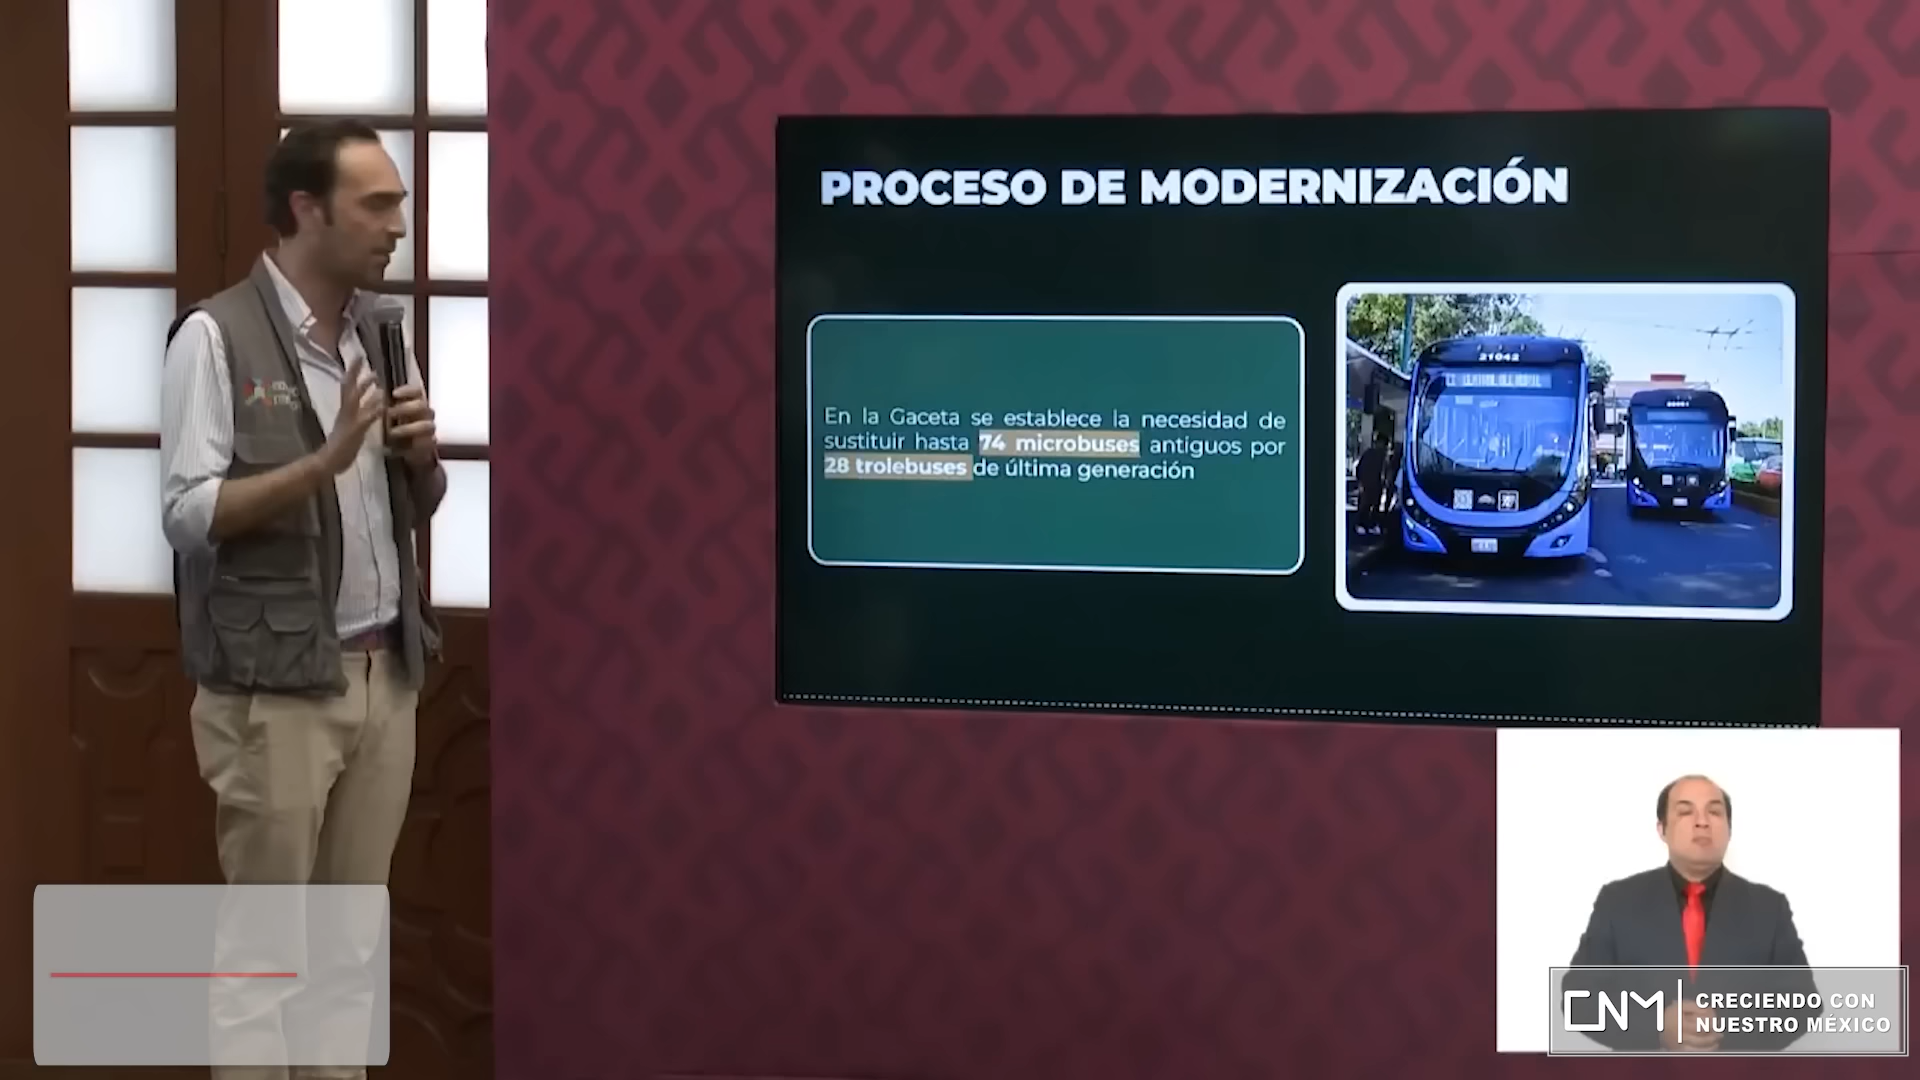 PROCESO DE MODERNIZACIÓN
En la Gaceta se establece la necesidad de
sustituir hasta 74 microbuses antiguos por
28 trolebuses de última generación
21042
CNM
CRECIENDO CON
NUESTRO MÉXICO